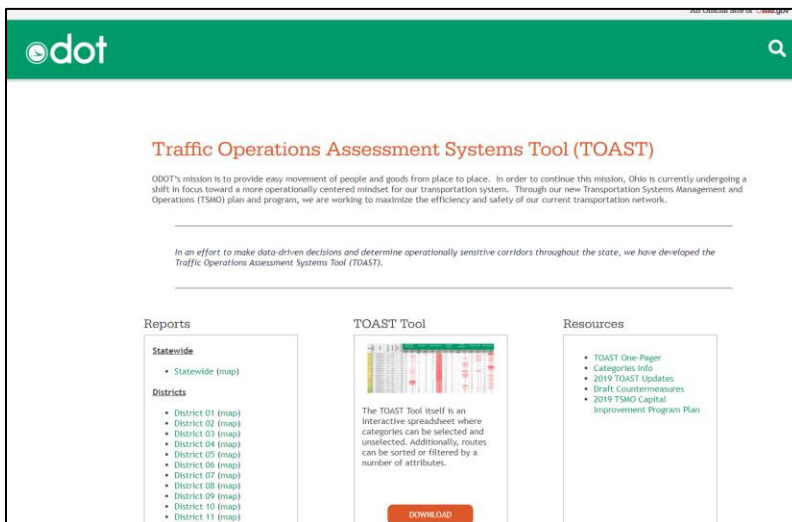 An Official Site of Ohio.gov
odot
Traffic Operations Assessment Systems Tool (TOAST)
ODOT's mission is to provide easy movement of people and goods from place to place. In order to continue this mission, Ohio is currently undergoing a
shift in focus toward a more operationally centered mindset for our transportation system. Through our new Transportation Systems Management and
Operations (TSMO) plan and program, we are working to maximize the efficiency and safety of our current transportation network.
In an effort to make data-driven decisions and determine operationally sensitive corridors throughout the state, we have developed the
Traffic Operations Assessment Systems Tool (TOAST).
Reports
Statewide
Statewide (map)
Districts
District 01 (map)
District 02 (map)
District 03 (map)
District 04 (map)
District 05 (map)
District 06 (map)
District 07 (map)
District 08 (map)
District 09 (map)
District 10 (map)
District 11 (map)
TOAST Tool
The TOAST Tool itself is an
interactive spreadsheet where
categories can be selected and
unselected. Additionally, routes
can be sorted or filtered by a
number of attributes.
DOWNLOAD
Resources
TOAST One-Pager
Categories Info
2019 TOAST Updates
Draft Countermeasures
2019 TSMO Capital
Improvement Program Plan